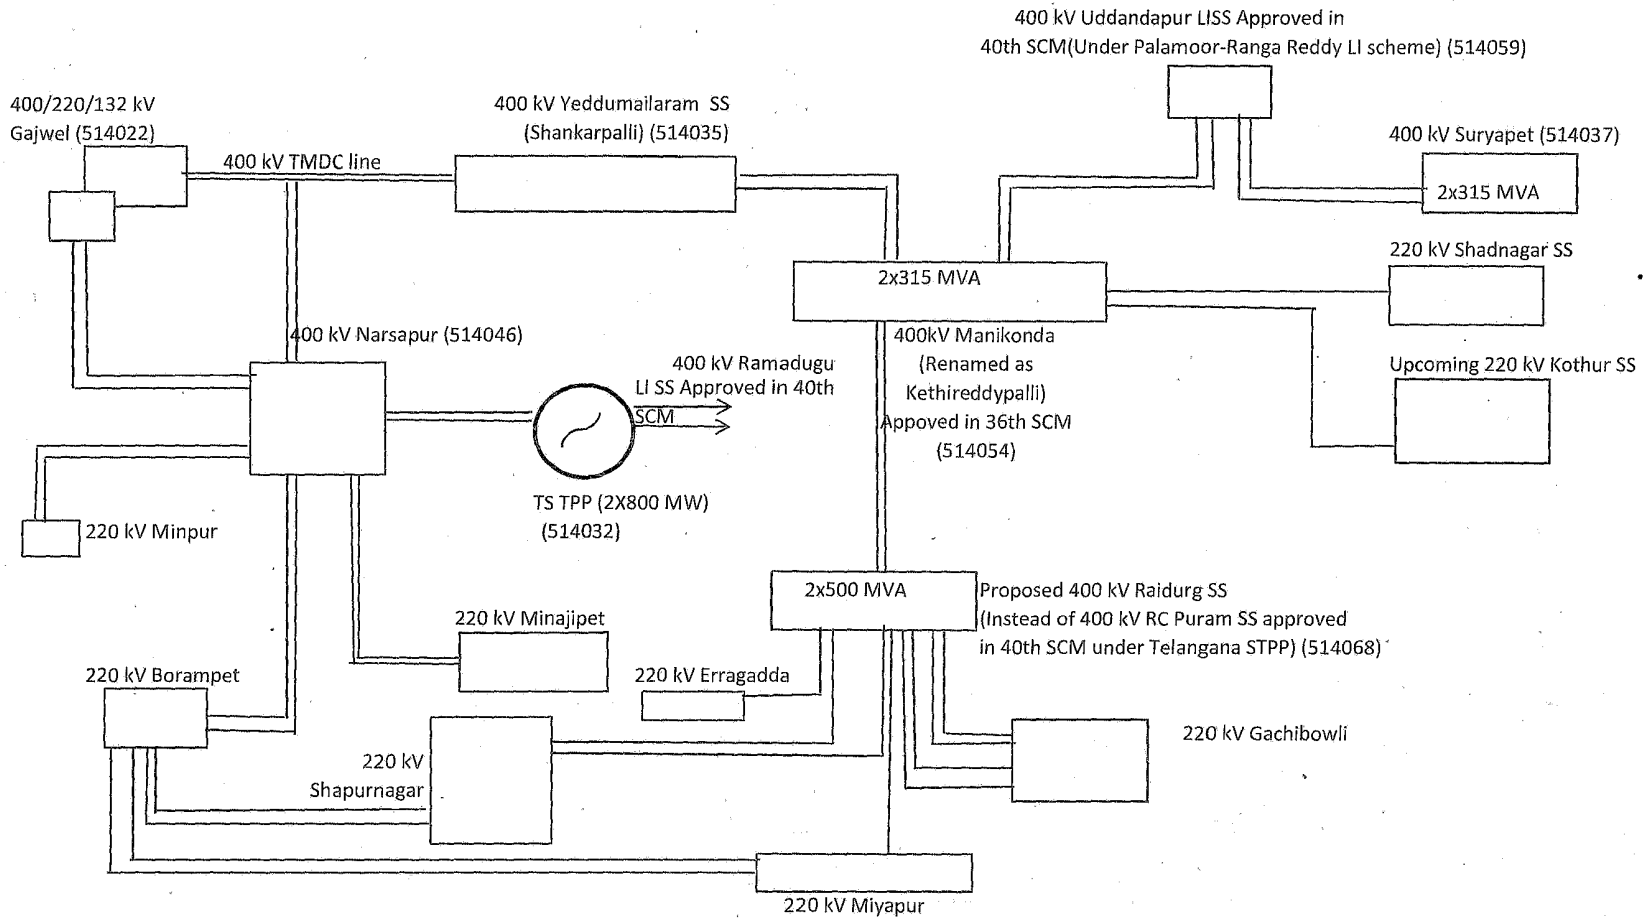 400 kV Uddandapur LISS Approved in
40th SCM(Under Palamoor-Ranga Reddy LI scheme) (514059)
400/220/132 kV
Gajwel (514022)
400 kV Yeddumailaram SS
(Shankarpalli) (514035)
400 kV TMDC line
400 kV Suryapet (514037)
2x315 MVA
220 kV Shadnagar SS
2x315 MVA
400 kV Narsapur (514046)
400kV Manikonda
(Renamed as
Kethireddypalli)
Appoved in 36th SCM
(514054)
400 kV Ramadugu
LI SS Approved in 40th
SCM
Upcoming 220 kV Kothur SS
TS TPP (2X800 MW)
(514032)
220 kV Minpur
2x500 MVA
Proposed 400 kV Raidurg SS
(Instead of 400 kV RC Puram SS approved
in 40th SCM under Telangana STPP) (514068)
220 kV Minajipet
220 kV Erragadda
220 kV Borampet
220 kV Gachibowli
220 kV
Shapurnagar
220 kV Miyapur